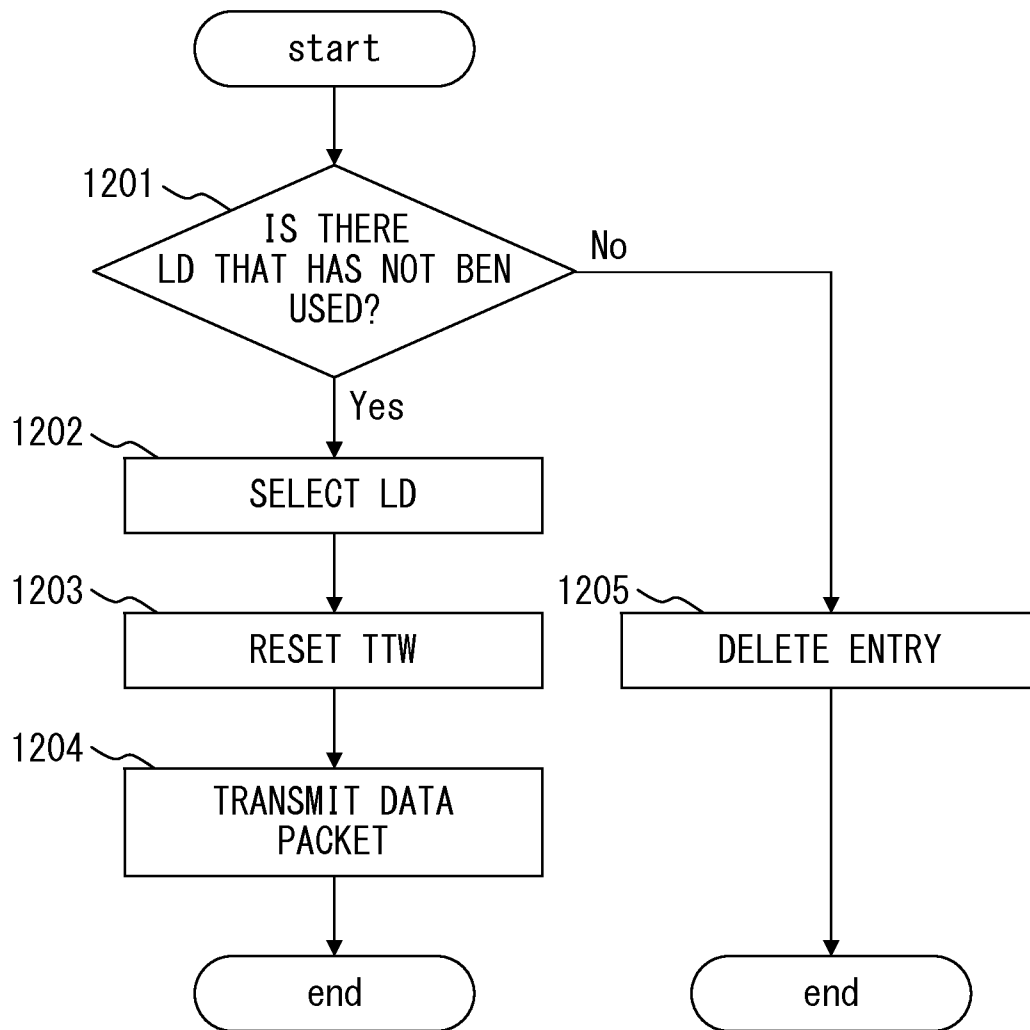 start
1201
IS THERE
LD THAT HAS NOT BEN
USED?
No
Yes
1202
SELECT LD
1203
RESET TTW
1205
DELETE ENTRY
1204
TRANSMIT DATA
PACKET
end
end